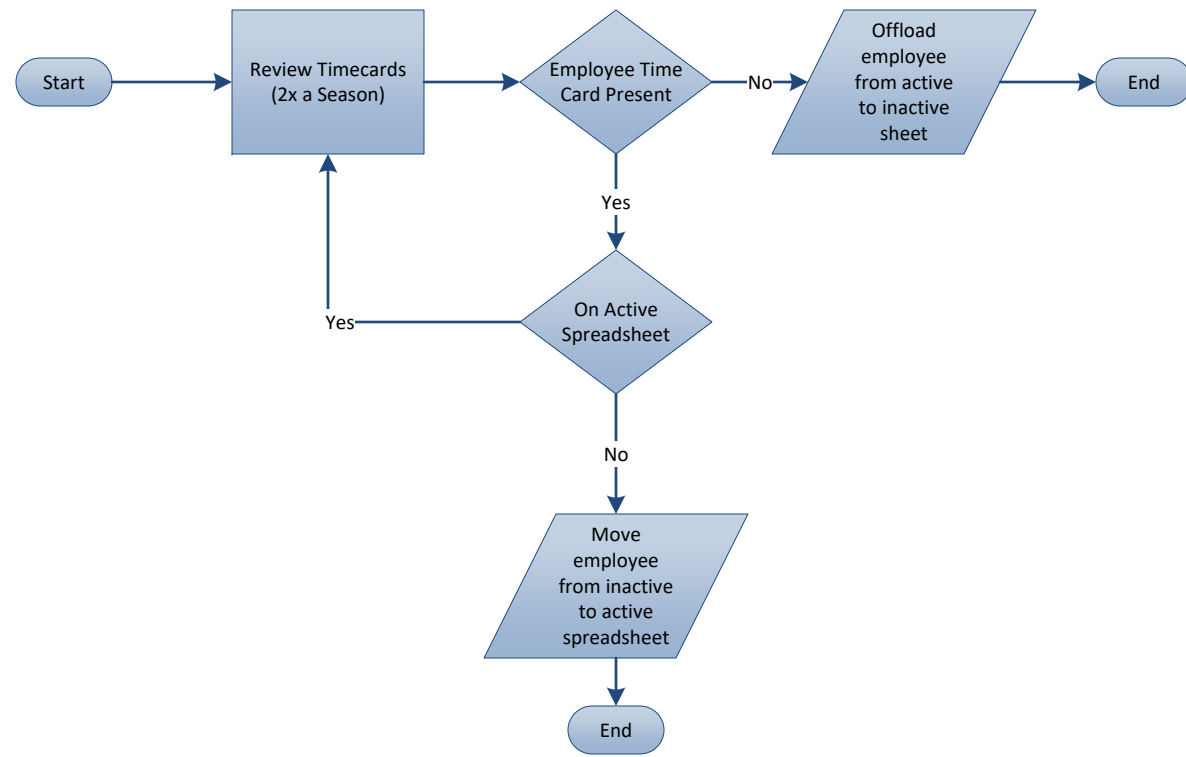 Start
Review Timecards
(2x a Season)
Employee Time
Card Present
No
Offload
employee
from active
to inactive
sheet
End
Yes
On Active
Spreadsheet
Yes
No
Move
employee
from inactive
to active
spreadsheet
End